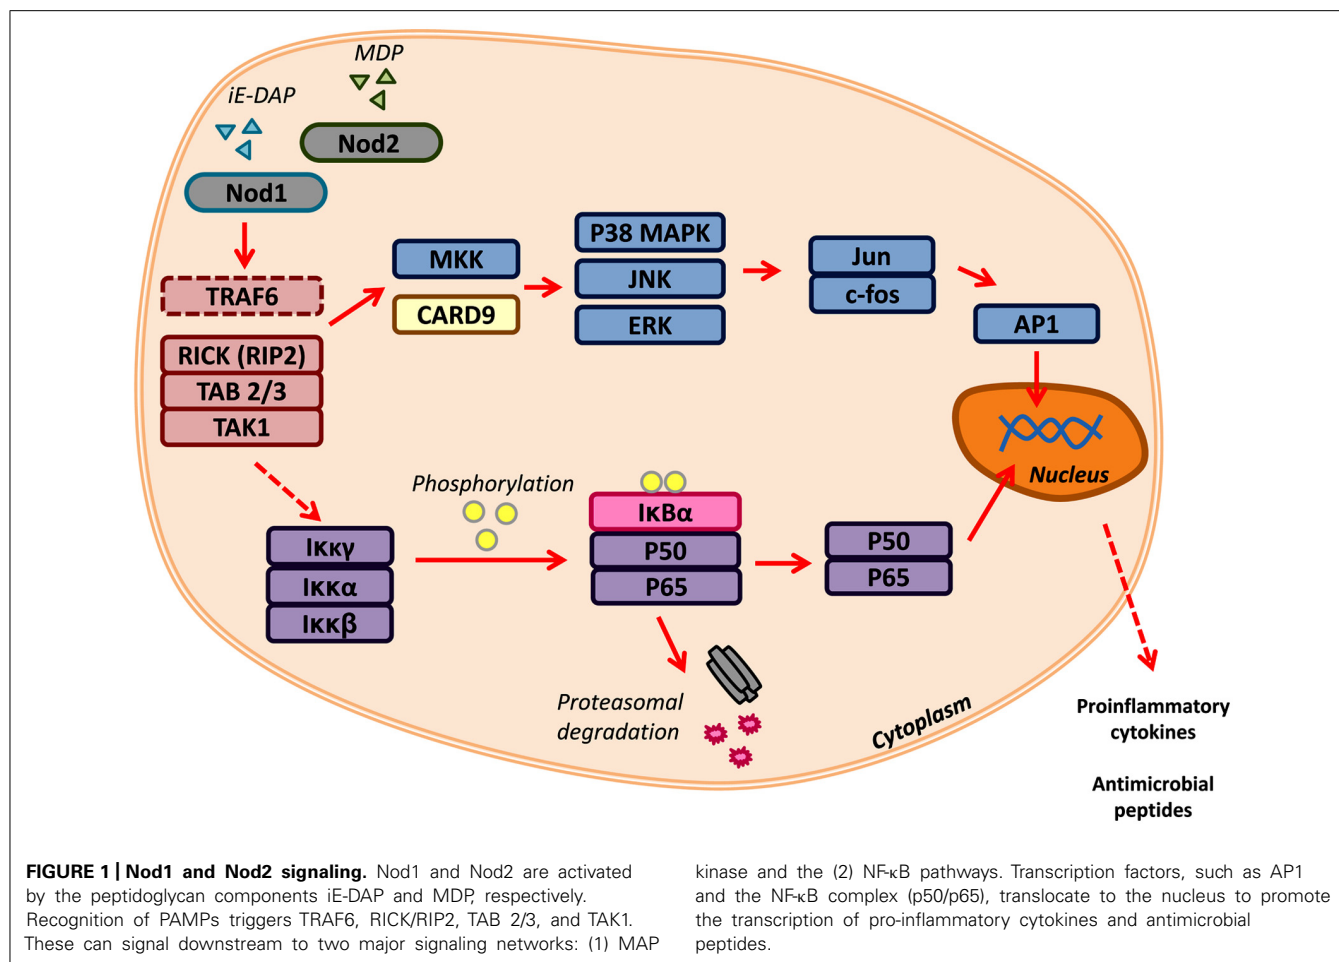 MDP
iE-DAP
Nod2
Nod1
TRAF6
RICK (RIP2)
TAB 2/3
TAK1
MKK
CARD9
P38 MAPK
JNK
ERK
Jun
c-fos
AP1
Nucleus
Phosphorylation
Iκκγ
Iκκα
Iκκβ
IκBα
P50
P65
P50
P65
Proteasomal
degradation
Cytoplasm
Proinflammatory
cytokines
Antimicrobial
peptides
FIGURE 1 | Nod1 and Nod2 signaling. Nod1 and Nod2 are activated
by the peptidoglycan components iE-DAP and MDP, respectively.
Recognition of PAMPs triggers TRAF6, RICK/RIP2, TAB 2/3, and TAK1.
These can signal downstream to two major signaling networks: (1) MAP
kinase and the (2) NF-κB pathways. Transcription factors, such as AP1
and the NF-κB complex (p50/p65), translocate to the nucleus to promote
the transcription of pro-inflammatory cytokines and antimicrobial
peptides.